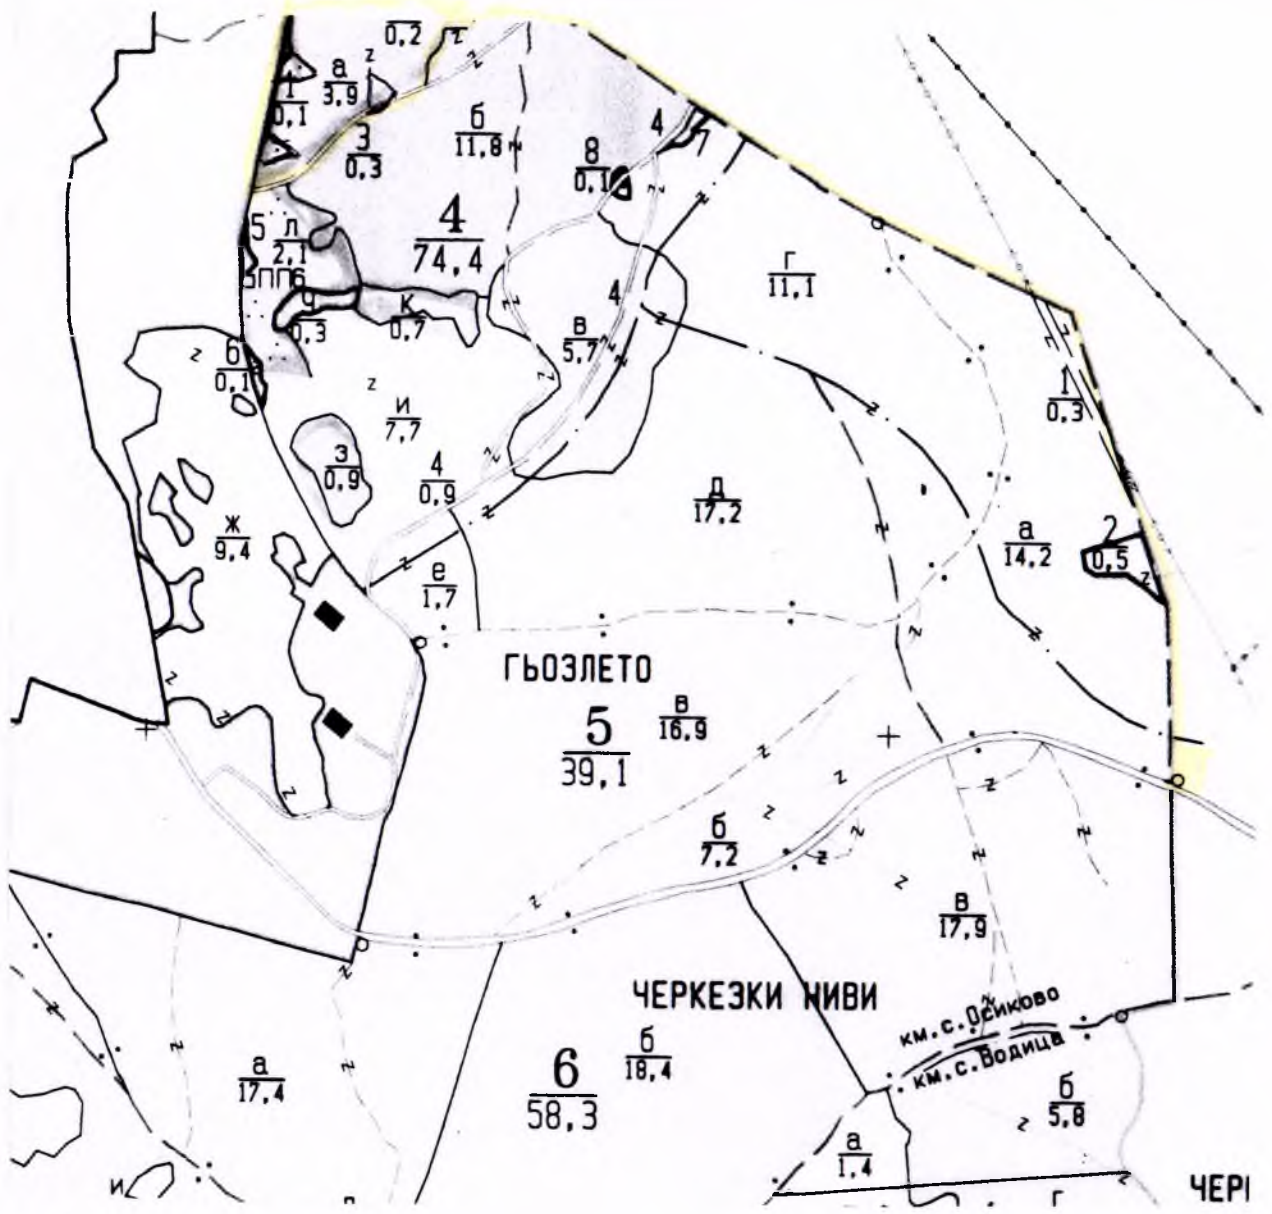 0,2
а
3,9
1
0,1
3
0,3
б
11,8
8
0,1
4
7
4
74,4
5
л
2,1
ВПП6
ч
0,3
к
0,7
г
11,1
4
в
5,7
6
0,1
1
0,3
и
7,7
з
0,9
4
0,9
ж
9,4
д
17,2
а
14,2
2
0,5
е
1,7
ГЬОЗЛЕТО
5
39,1
в
16,9
б
7,2
в
17,9
ЧЕРКЕЗКИ НИВИ
км.с.Осиково
км.с.Водица
6
58,3
б
18,4
а
17,4
б
5,8
а
1,4
и
г
ЧЕРІ